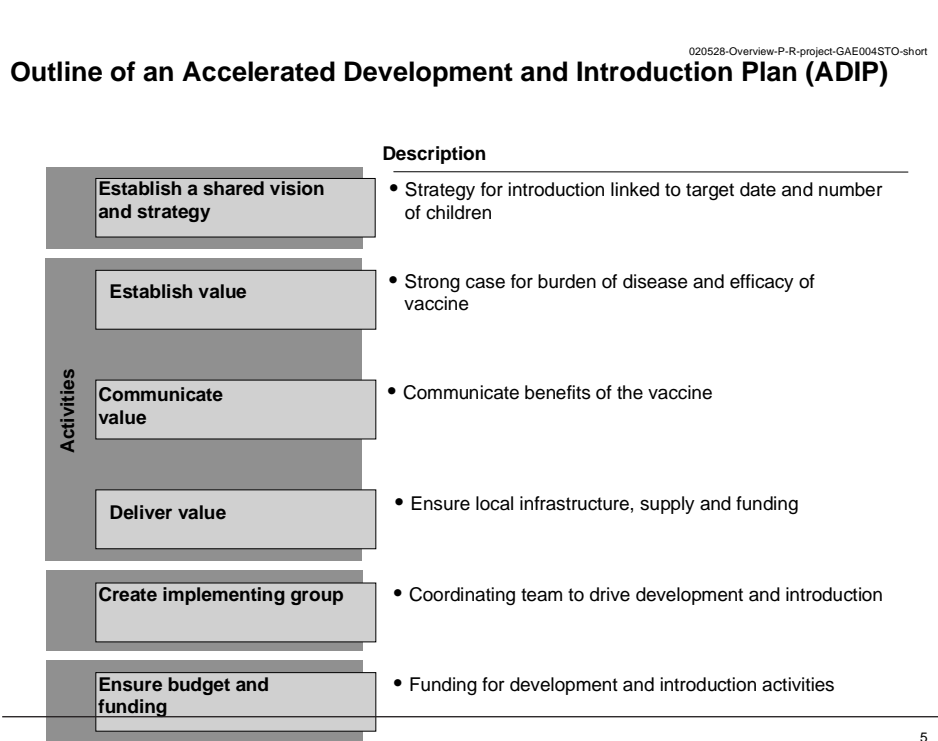 020528-Overview-P-R-project-GAE004STO-short
Outline of an Accelerated Development and Introduction Plan (ADIP)
Description
Establish a shared vision
and strategy
• Strategy for introduction linked to target date and number
of children
Activities
Establish value
• Strong case for burden of disease and efficacy of
vaccine
Communicate
value
• Communicate benefits of the vaccine
Deliver value
• Ensure local infrastructure, supply and funding
Create implementing group
• Coordinating team to drive development and introduction
Ensure budget and
funding
• Funding for development and introduction activities
5